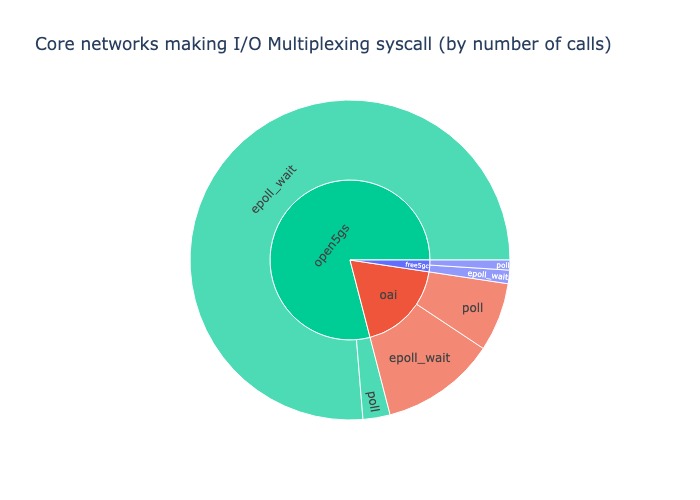 Core networks making I/O Multiplexing syscall (by number of calls)
epoll_wait
open5gs
free5gc
poll
epoll_wait
oai
poll
epoll_wait
poll